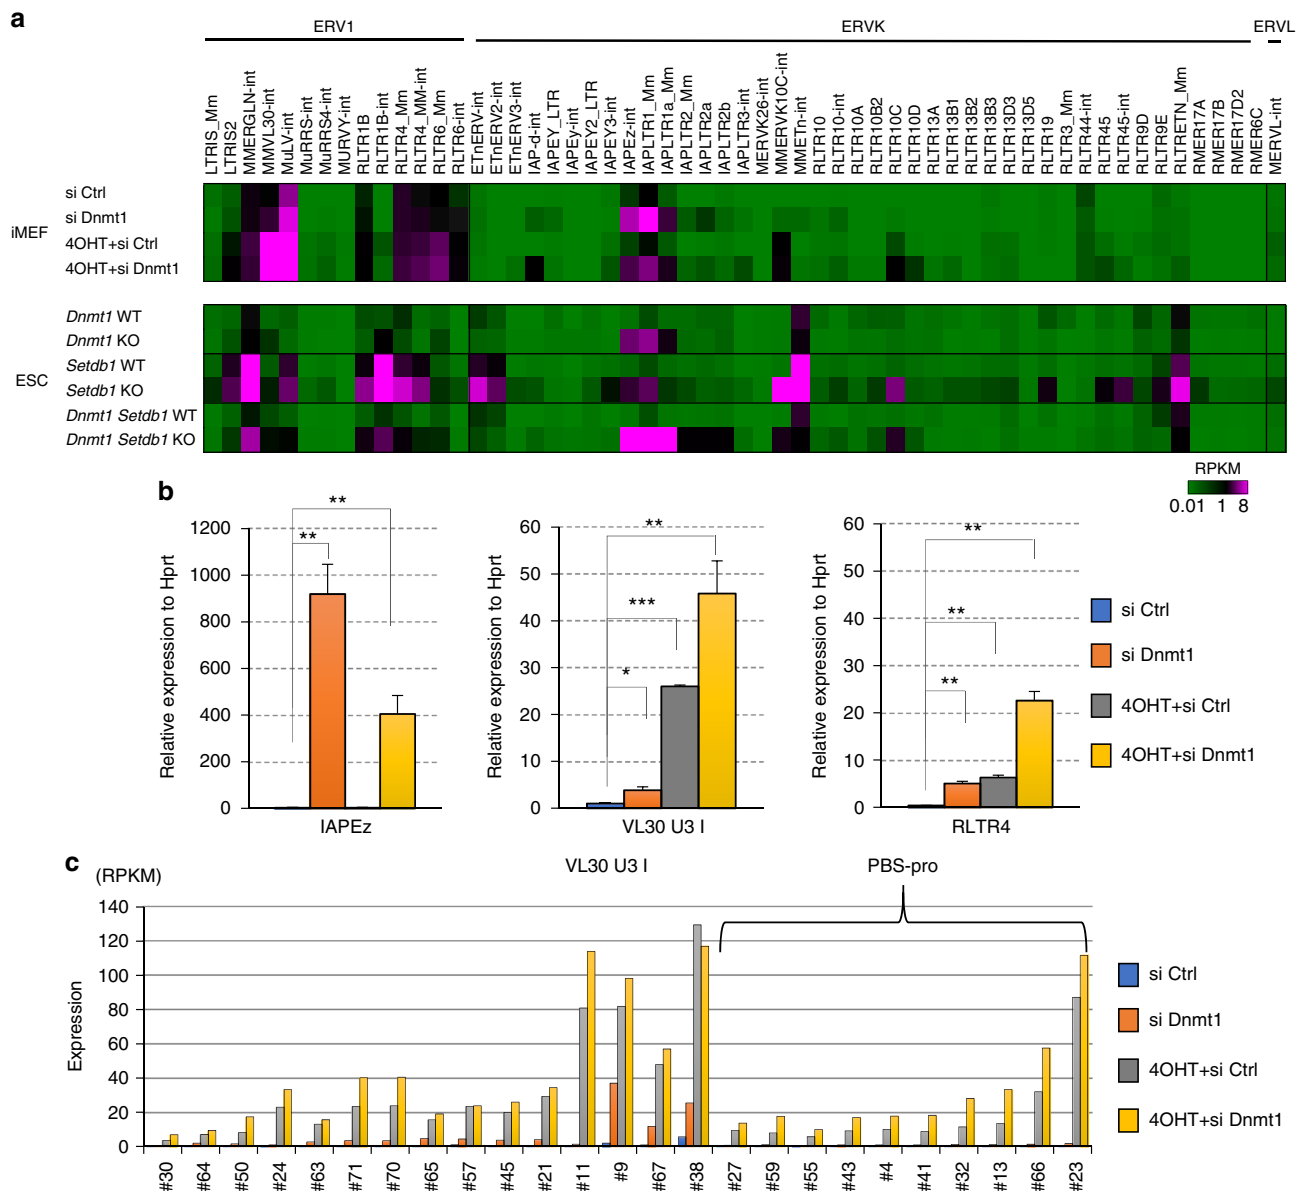 a
ERV1
ERVK
ERVL
LTRIS_Mm
LTRIS2
MMERGLN-int
MMVL30-int
MuLV-int
MuRRS-int
MuRRS4-int
MURVY-int
RLTR1B
RLTR1B-int
RLTR4_Mm
RLTR4_MM-int
RLTR6_Mm
RLTR6-int
ETnERV-int
ETnERV2-int
ETnERV3-int
IAP-d-int
IAPEY_LTR
IAPEy-int
IAPEY2_LTR
IAPEY3-int
IAPEz-int
IAPLTR1_Mm
IAPLTR1a_Mm
IAPLTR2_Mm
IAPLTR2a
IAPLTR2b
IAPLTR3-int
MERVK26-int
MMERVK10C-int
MMETn-int
RLTR10
RLTR10-int
RLTR10A
RLTR10B2
RLTR10C
RLTR10D
RLTR13A
RLTR13B1
RLTR13B2
RLTR13B3
RLTR13D3
RLTR13D5
RLTR19
RLTR3_Mm
RLTR44-int
RLTR45
RLTR45-int
RLTR9D
RLTR9E
RLTRETN_Mm
RMER17A
RMER17B
RMER17D2
RMER6C
MERVL-int
iMEF
si Ctrl
si Dnmt1
4OHT+si Ctrl
4OHT+si Dnmt1
ESC
Dnmt1 WT
Dnmt1 KO
Setdb1 WT
Setdb1 KO
Dnmt1 Setdb1 WT
Dnmt1 Setdb1 KO
RPKM
0.01 1 8
b
Relative expression to Hprt
1200
1000
800
600
400
200
0
**
**
IAPEz
Relative expression to Hprt
60
50
40
30
20
10
0
**
***
*
VL30 U3 I
Relative expression to Hprt
60
50
40
30
20
10
0
**
**
**
RLTR4
si Ctrl
si Dnmt1
4OHT+si Ctrl
4OHT+si Dnmt1
c
(RPKM)
VL30 U3 I
PBS-pro
Expression
140
120
100
80
60
40
20
0
#30
#64
#50
#24
#63
#71
#70
#65
#57
#45
#21
#11
#9
#67
#38
#27
#59
#55
#43
#4
#41
#32
#13
#66
#23
si Ctrl
si Dnmt1
4OHT+si Ctrl
4OHT+si Dnmt1